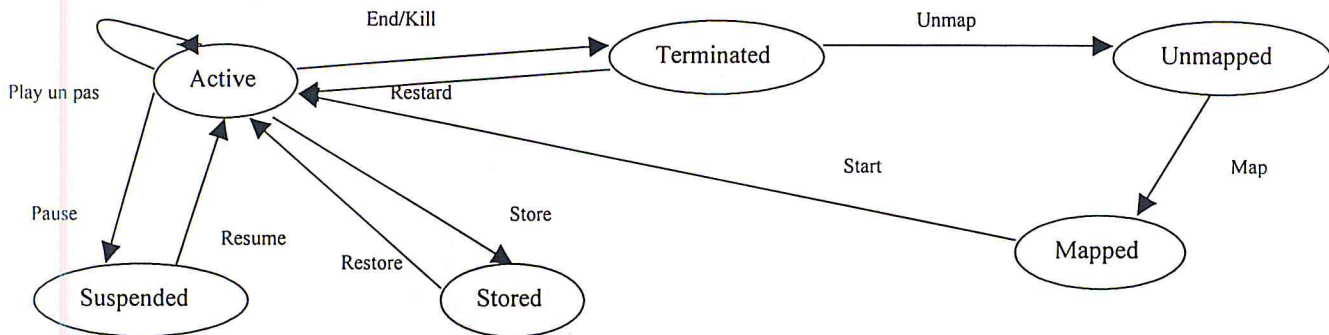 End/Kill
Unmap
Active
Terminated
Unmapped
Play un pas
Restard
Start
Map
Pause
Resume
Store
Restore
Mapped
Suspended
Stored